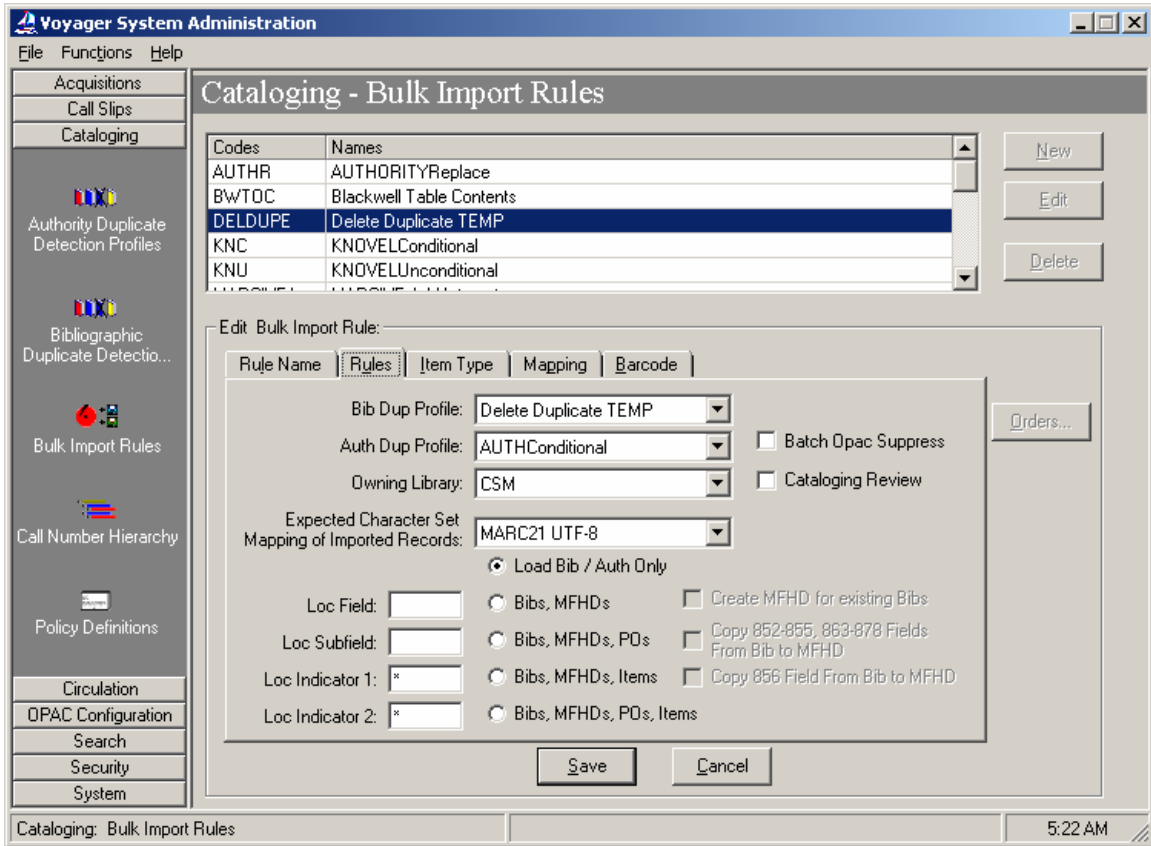 Voyager System Administration
File Functions Help
Acquisitions
Call Slips
Cataloging
Authority Duplicate
Detection Profiles
Bibliographic
Duplicate Detectio...
Bulk Import Rules
Call Number Hierarchy
Policy Definitions
Circulation
OPAC Configuration
Search
Security
System
Cataloging - Bulk Import Rules
Codes Names
AUTHR AUTHORITYReplace
BWTOC Blackwell Table Contents
DELDUPE Delete Duplicate TEMP
KNC KNOVELConditional
KNU KNOVELUnconditional
New
Edit
Delete
Edit Bulk Import Rule:
Rule Name Rules Item Type Mapping Barcode
Bib Dup Profile: Delete Duplicate TEMP
Auth Dup Profile: AUTHConditional Batch Opac Suppress
Owning Library: CSM Cataloging Review
Expected Character Set
Mapping of Imported Records: MARC21 UTF-8
Load Bib / Auth Only
Loc Field: Bibs, MFHDs Create MFHD for existing Bibs
Loc Subfield: Bibs, MFHDs, POs Copy 852-855, 863-878 Fields
From Bib to MFHD
Loc Indicator 1: * Bibs, MFHDs, Items Copy 856 Field From Bib to MFHD
Loc Indicator 2: * Bibs, MFHDs, POs, Items
Orders...
Save Cancel
Cataloging: Bulk Import Rules 5:22 AM